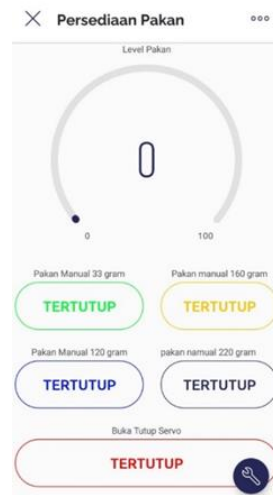 Persediaan Pakan
Level Pakan
0
0 100
Pakan Manual 33 gram Pakan manual 160 gram
TERTUTUP TERTUTUP
Pakan Manual 120 gram pakan namual 220 gram
TERTUTUP TERTUTUP
Buka Tutup Servo
TERTUTUP